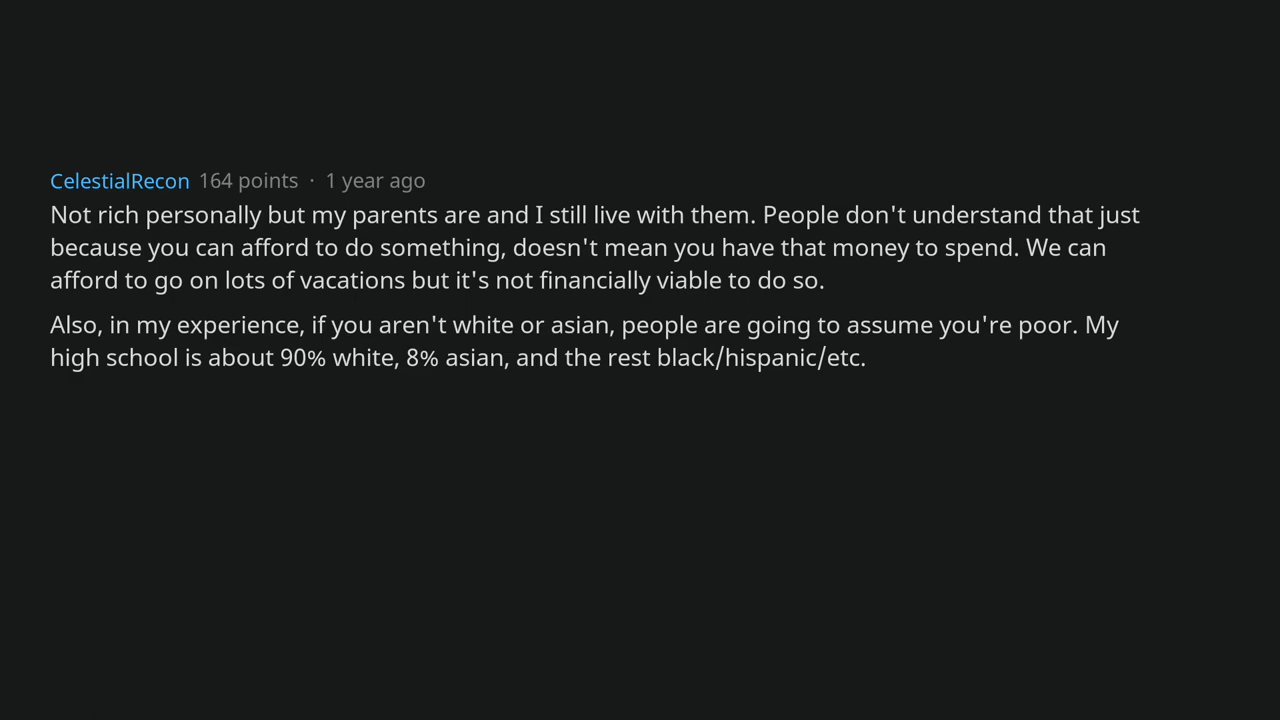 CelestialRecon 164 points · 1 year ago
Not rich personally but my parents are and I still live with them. People don't understand that just
because you can afford to do something, doesn't mean you have that money to spend. We can
afford to go on lots of vacations but it's not financially viable to do so.
Also, in my experience, if you aren't white or asian, people are going to assume you're poor. My
high school is about 90% white, 8% asian, and the rest black/hispanic/etc.